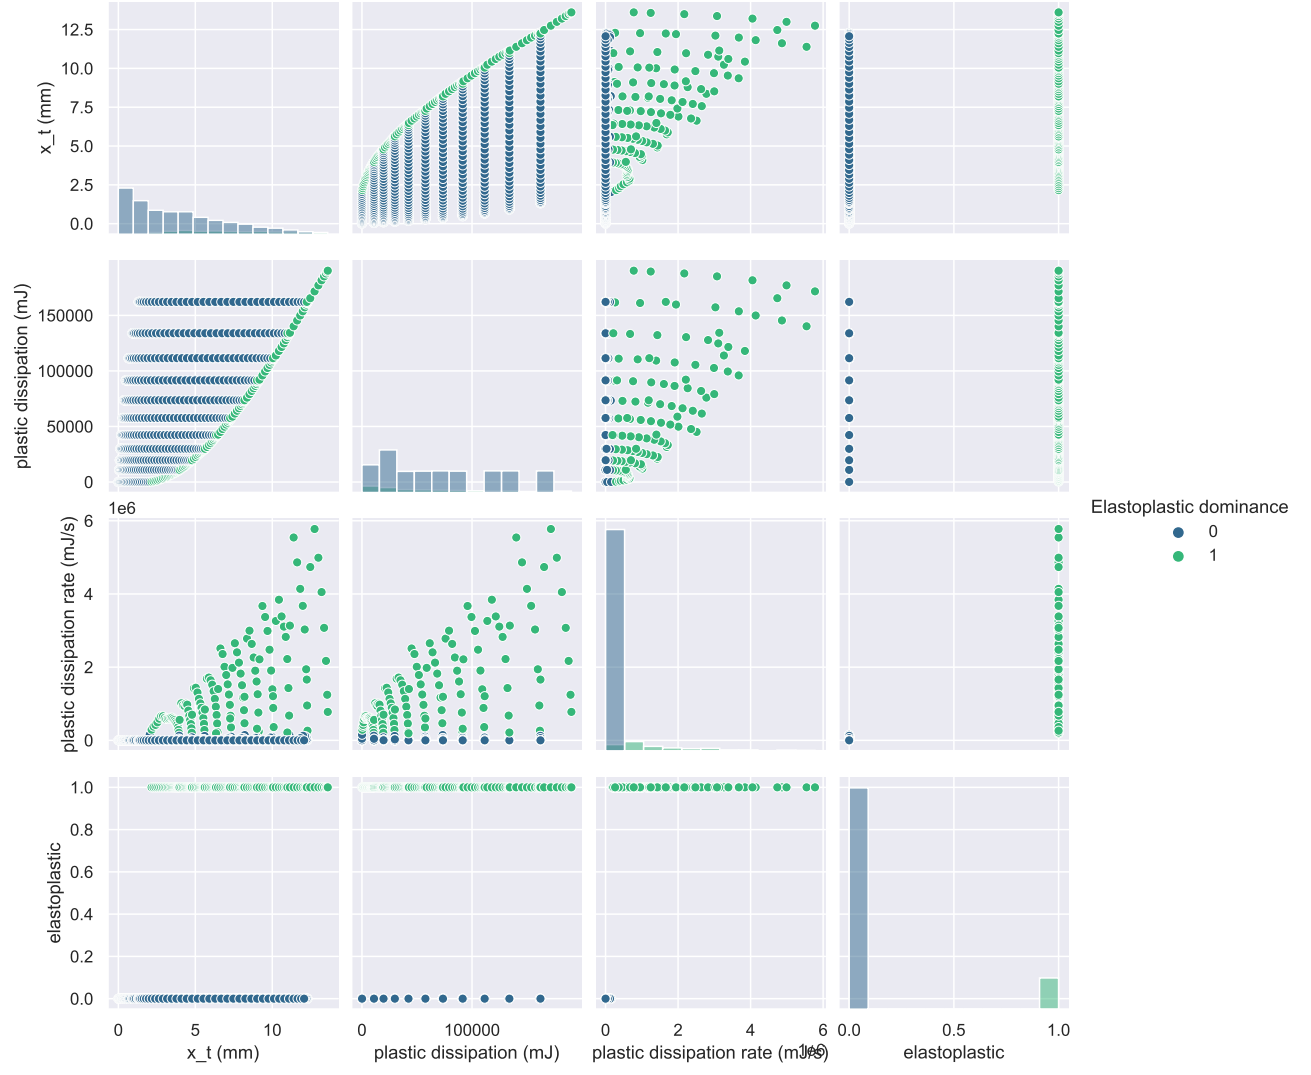 12.5
10.0
7.5
5.0
2.5
0.0
x_t (mm)
150000
100000
50000
0
plastic dissipation (mJ)
1e6
6
4
2
0
plastic dissipation rate (mJ/s)
Elastoplastic dominance
0
1
1.0
0.8
0.6
0.4
0.2
0.0
elastoplastic
0 5 10
0 100000
0 2 4 6
0.0 0.5 1.0
1e6
x_t (mm)
plastic dissipation (mJ)
plastic dissipation rate (mJ/s)
elastoplastic